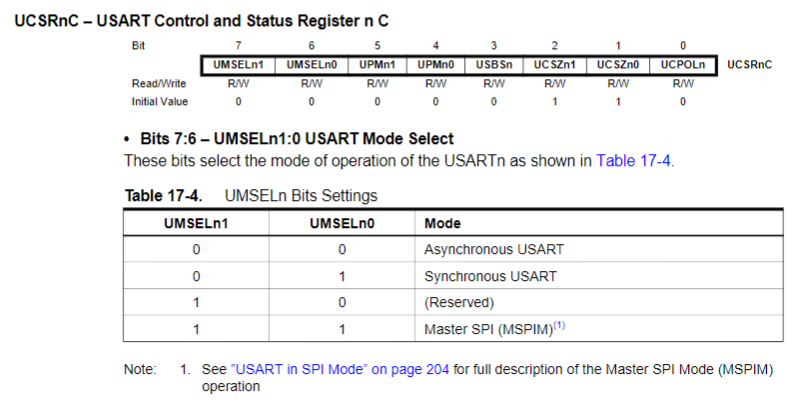 UCSRnC – USART Control and Status Register n C
Bit 7 6 5 4 3 2 1 0
UMSELn1 UMSELn0 UPMn1 UPMn0 USBSn UCSZn1 UCSZn0 UCPOLn UCSRnC
Read/Write R/W R/W R/W R/W R/W R/W R/W R/W
Initial Value 0 0 0 0 0 1 1 0
• Bits 7:6 – UMSELn1:0 USART Mode Select
These bits select the mode of operation of the USARTn as shown in Table 17-4.
Table 17-4. UMSELn Bits Settings
UMSELn1 UMSELn0 Mode
0 0 Asynchronous USART
0 1 Synchronous USART
1 0 (Reserved)
1 1 Master SPI (MSPIM)(1)
Note: 1. See "USART in SPI Mode" on page 204 for full description of the Master SPI Mode (MSPIM)
operation